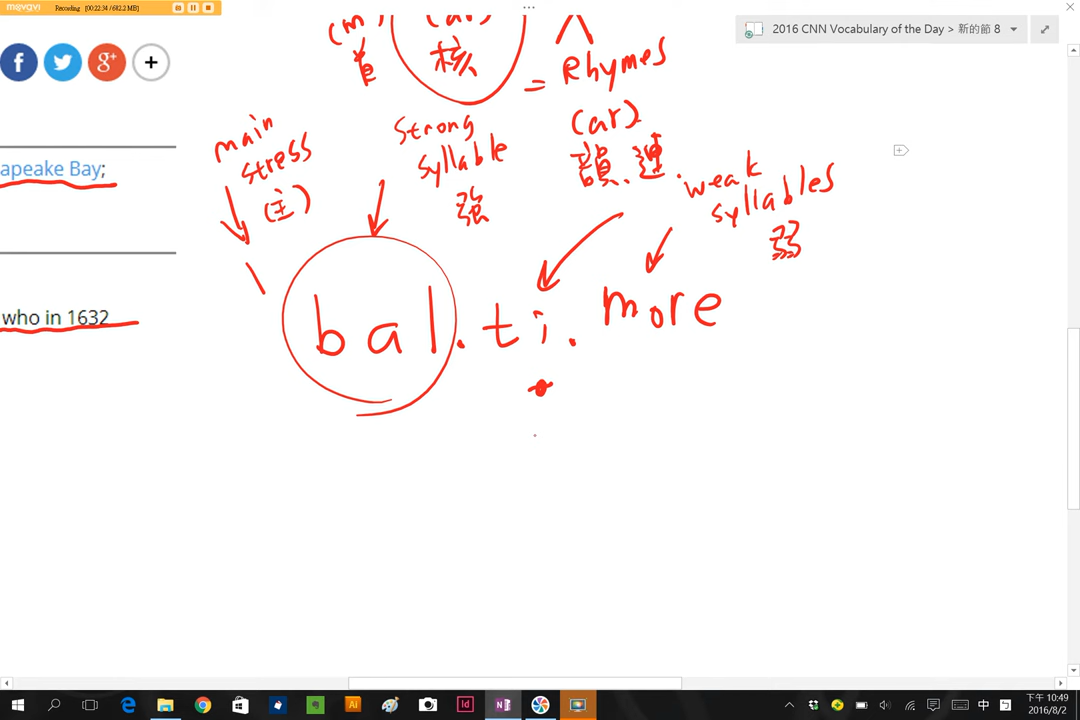 movavi Recording [00:22:34 / 682.2 MB]
2016 CNN Vocabulary of the Day > 新的節 8
(m) (ar)
首 核
= Rhymes
(ar)
apeake Bay;
who in 1632
main
stress
(主)
strong
syllable
強
weak
syllables
弱
bal.ti.more
中
下午 10:49
2016/8/2